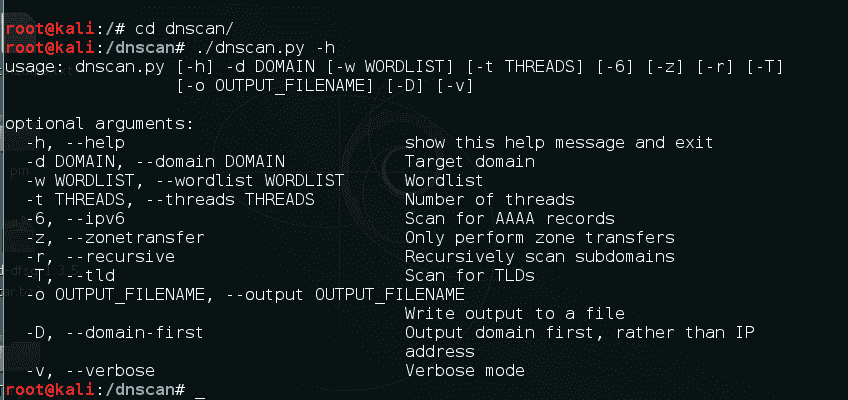 root@kali:/# cd dnscan/
root@kali:/dnscan# ./dnscan.py -h
usage: dnscan.py [-h] -d DOMAIN [-w WORDLIST] [-t THREADS] [-6] [-z] [-r] [-T]
[-o OUTPUT_FILENAME] [-D] [-v]
optional arguments:
-h, --help show this help message and exit
-d DOMAIN, --domain DOMAIN Target domain
-w WORDLIST, --wordlist WORDLIST Wordlist
-t THREADS, --threads THREADS Number of threads
-6, --ipv6 Scan for AAAA records
-z, --zonetransfer Only perform zone transfers
-r, --recursive Recursively scan subdomains
-T, --tld Scan for TLDs
-o OUTPUT_FILENAME, --output OUTPUT_FILENAME
Write output to a file
-D, --domain-first Output domain first, rather than IP
address
-v, --verbose Verbose mode
root@kali:/dnscan# _